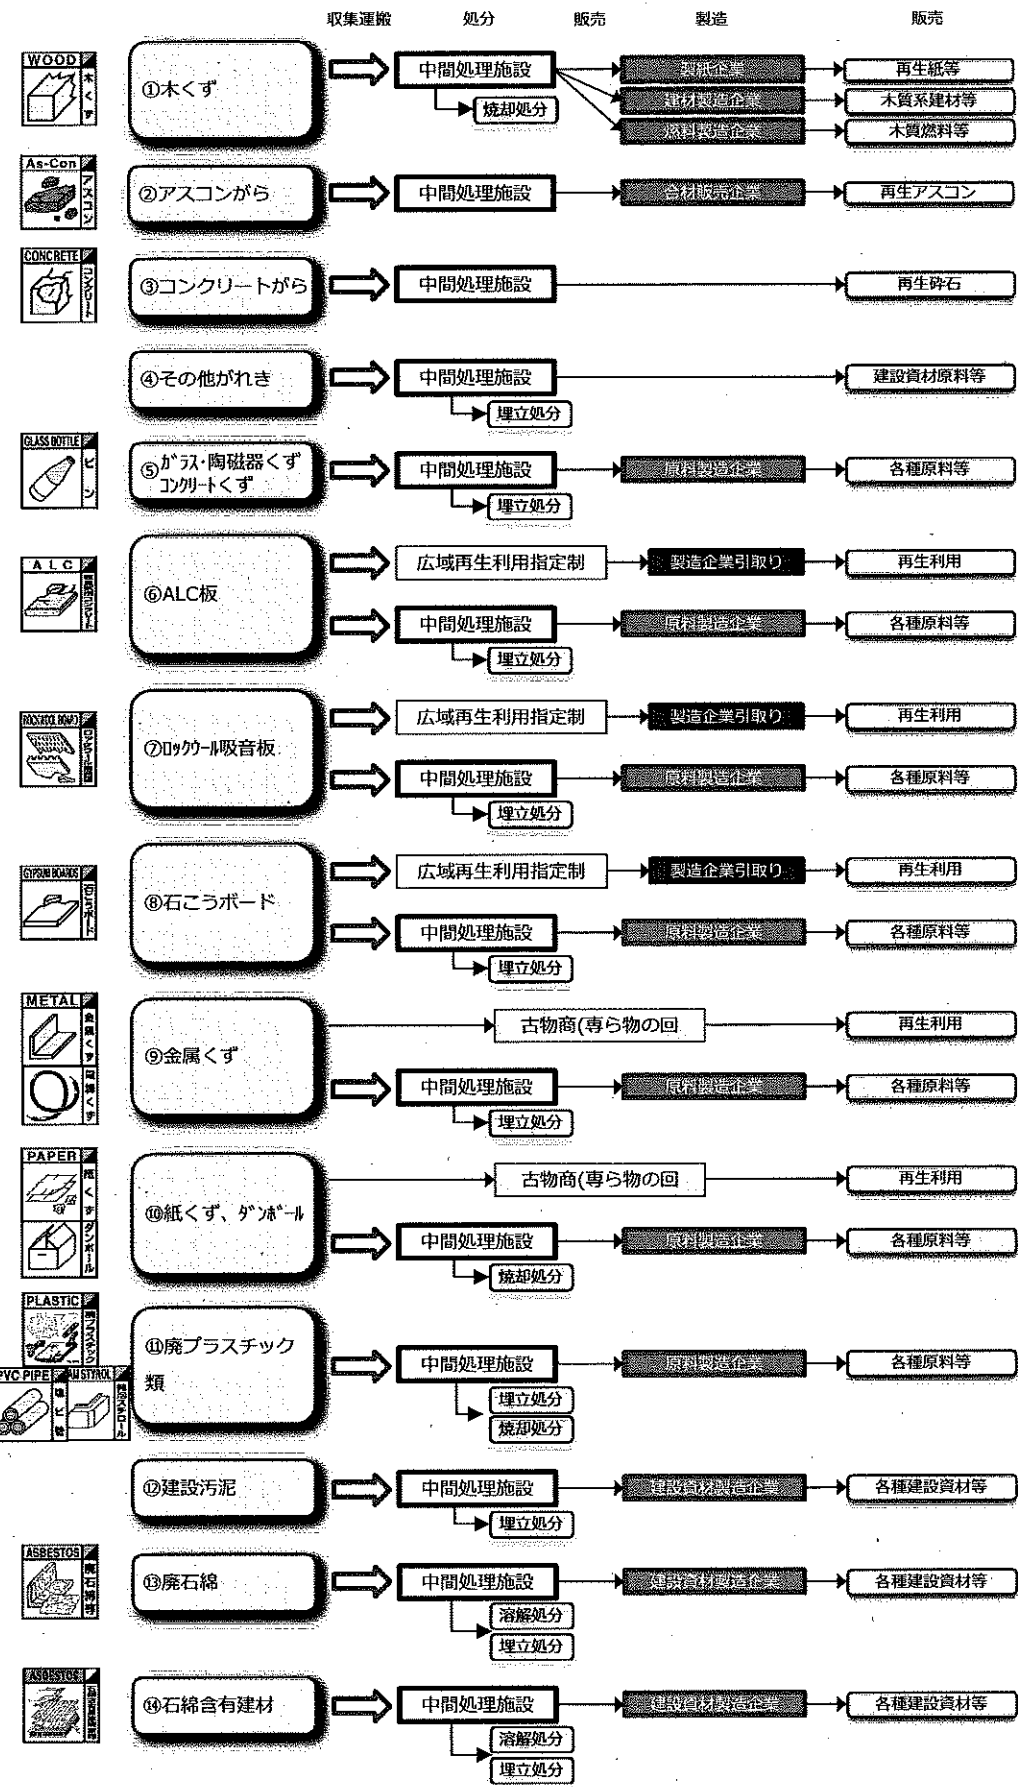 収集運搬 処分 販売 製造 販売
WOOD
木くず
①木くず
中間処理施設
製紙企業
再生紙等
焼却処分
建材製造企業
木質系建材等
燃料製造企業
木質燃料等
As-Con
アスコン
②アスコンがら
中間処理施設
合材販売企業
再生アスコン
CONCRETE
コンクリート
③コンクリートがら
中間処理施設
再生砕石
④その他がれき
中間処理施設
建設資材原料等
埋立処分
GLASS BOTTLE
ビン
⑤ガラス・陶磁器くず
コンクリートくず
中間処理施設
原料製造企業
各種原料等
埋立処分
ALC
⑥ALC板
広域再生利用指定制
製造企業引取り
再生利用
中間処理施設
原料製造企業
各種原料等
埋立処分
ROCKWOOL BOARD
⑦ロックウール吸音板
広域再生利用指定制
製造企業引取り
再生利用
中間処理施設
原料製造企業
各種原料等
埋立処分
GYPSUM BOARDS
石こうボード
⑧石こうボード
広域再生利用指定制
製造企業引取り
再生利用
中間処理施設
原料製造企業
各種原料等
埋立処分
METAL
金属くず
電線くず
⑨金属くず
古物商(専ら物の回
再生利用
中間処理施設
原料製造企業
各種原料等
埋立処分
PAPER
紙くず
ダンボール
⑩紙くず、ダンボール
古物商(専ら物の回
再生利用
中間処理施設
原料製造企業
各種原料等
焼却処分
PLASTIC
廃プラスチック
PVC PIPE
塩ビ管
AM STYROL
発泡スチロール
⑪廃プラスチック
類
中間処理施設
原料製造企業
各種原料等
埋立処分
焼却処分
⑫建設汚泥
中間処理施設
建設資材製造企業
各種建設資材等
埋立処分
ASBESTOS
廃石綿等
⑬廃石綿
中間処理施設
建設資材製造企業
各種建設資材等
溶解処分
埋立処分
ASBESTOS
⑭石綿含有建材
中間処理施設
建設資材製造企業
各種建設資材等
溶解処分
埋立処分